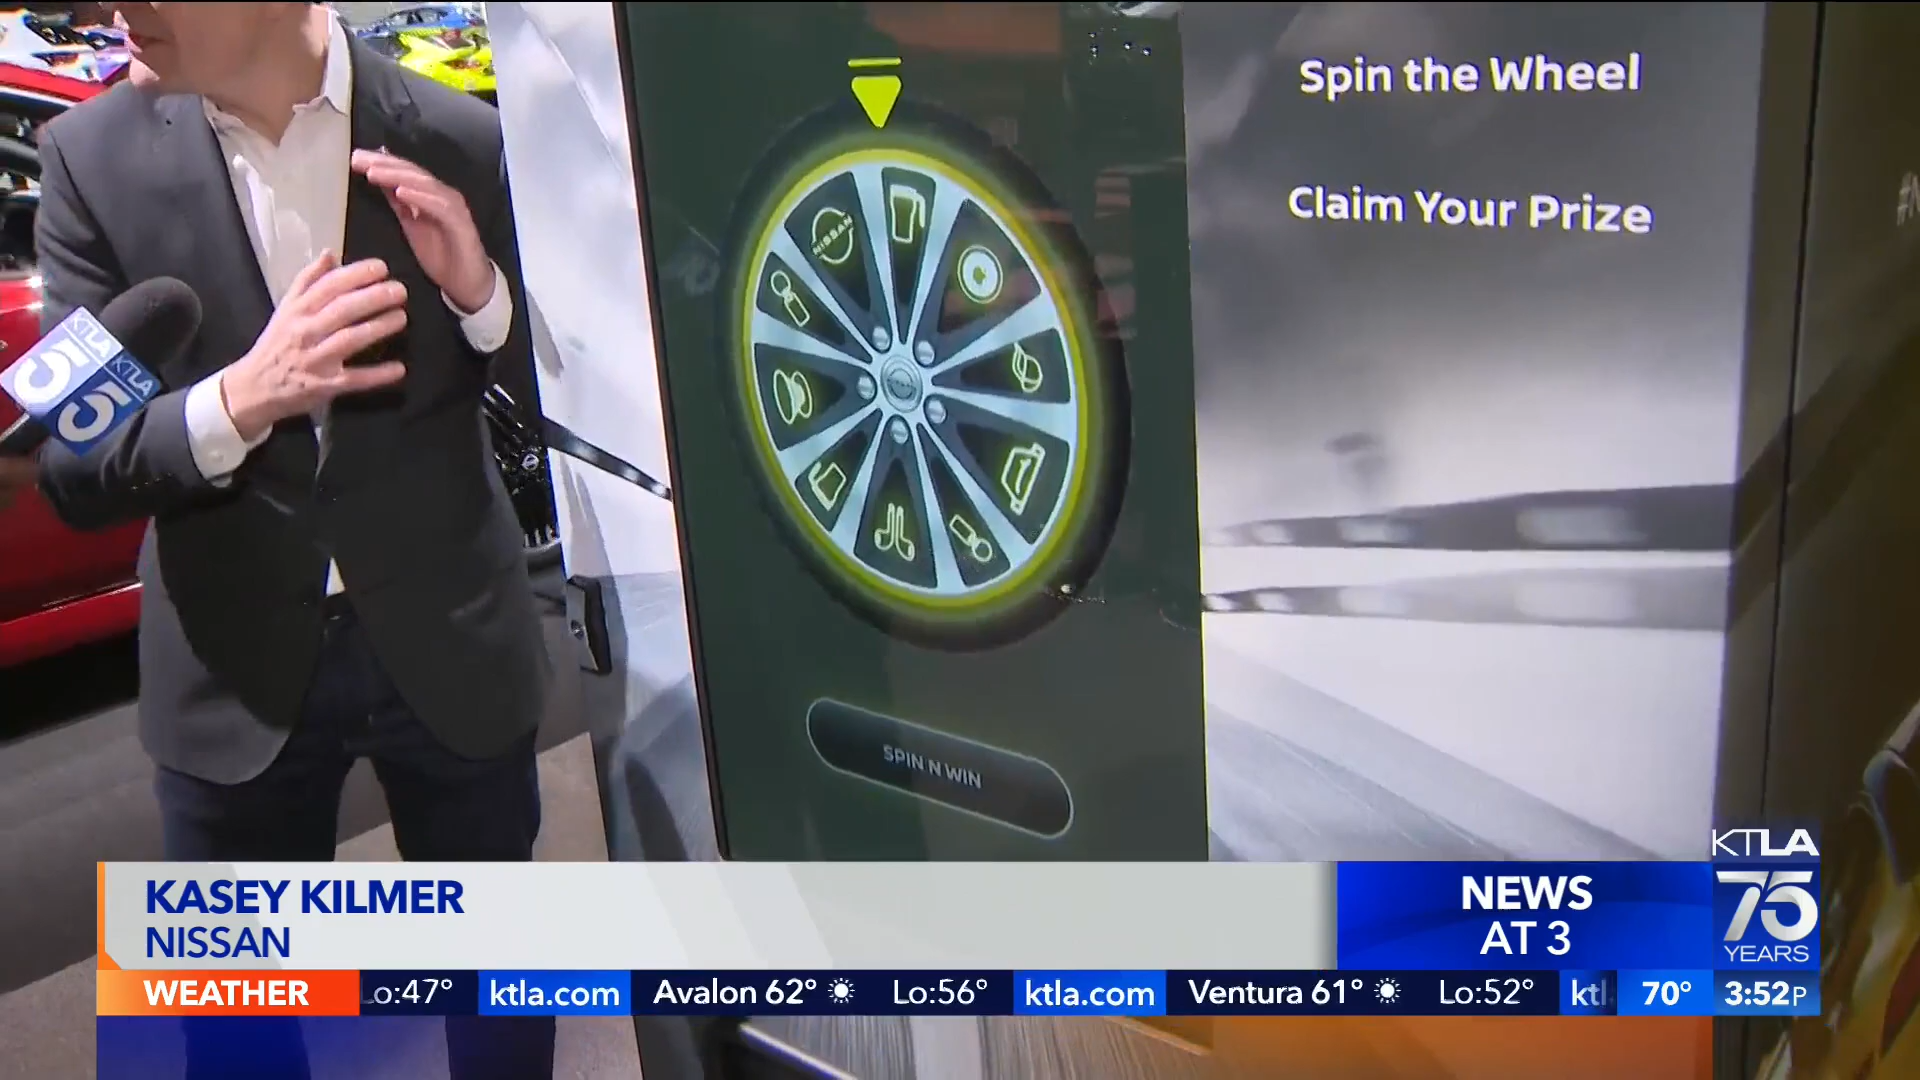 Spin the Wheel
Claim Your Prize
NISSAN
SPIN N WIN
KTLA
5
KTLA
5
KASEY KILMER
NISSAN
NEWS
AT 3
KTLA
75
YEARS
WEATHER
Lo:47° ktla.com Avalon 62° Lo:56° ktla.com Ventura 61° Lo:52° ktl 70° 3:52P